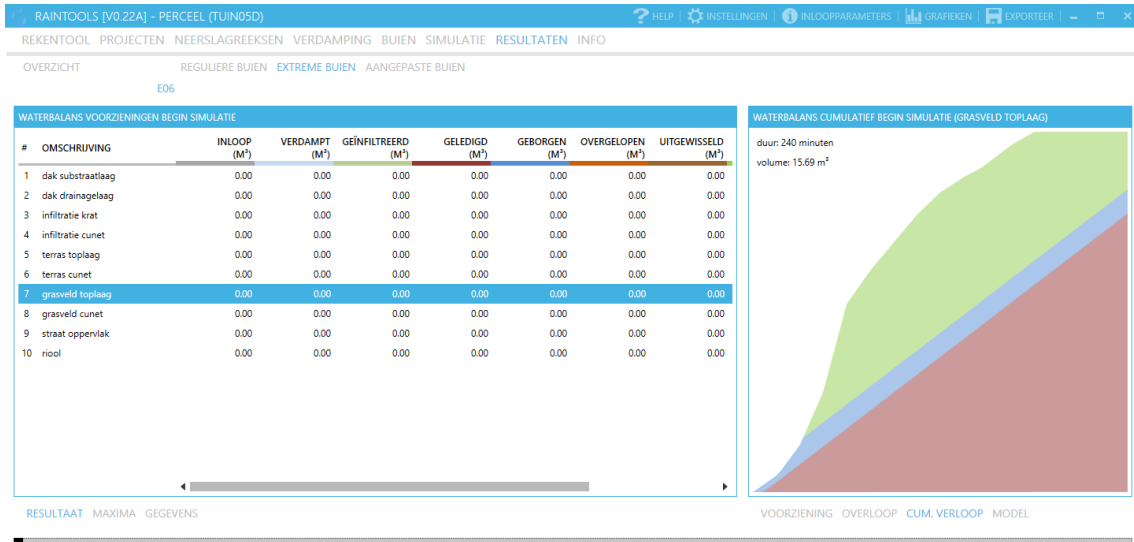 RAINTOOLS [V0.22A] - PERCEEL (TUIN05D) HELP INSTELLINGEN INLOOPPARAMETERS GRAFIEKEN EXPORTEER
REKENTOOL PROJECTEN NEERSLAGREEKSEN VERDAMPING BUIEN SIMULATIE RESULTATEN INFO
OVERZICHT REGULIERE BUIEN EXTREME BUIEN AANGEPASTE BUIEN
E06
WATERBALANS VOORZIENINGEN BEGIN SIMULATIE
# OMSCHRIJVING INLOOP (M³) VERDAMPT (M³) GEÏNFILTREERD (M³) GELEDIGD (M³) GEBORGEN (M³) OVERGELOPEN (M³) UITGEWISSELD (M³)
1 dak substraatlaag 0.00 0.00 0.00 0.00 0.00 0.00 0.00
2 dak drainagelaag 0.00 0.00 0.00 0.00 0.00 0.00 0.00
3 infiltratie krat 0.00 0.00 0.00 0.00 0.00 0.00 0.00
4 infiltratie cunet 0.00 0.00 0.00 0.00 0.00 0.00 0.00
5 terras toplaag 0.00 0.00 0.00 0.00 0.00 0.00 0.00
6 terras cunet 0.00 0.00 0.00 0.00 0.00 0.00 0.00
7 grasveld toplaag 0.00 0.00 0.00 0.00 0.00 0.00 0.00
8 grasveld cunet 0.00 0.00 0.00 0.00 0.00 0.00 0.00
9 straat oppervlak 0.00 0.00 0.00 0.00 0.00 0.00 0.00
10 riool 0.00 0.00 0.00 0.00 0.00 0.00 0.00
RESULTAAT MAXIMA GEGEVENS
WATERBALANS CUMULATIEF BEGIN SIMULATIE (GRASVELD TOPLAAG)
duur: 240 minuten
volume: 15.69 m³
VOORZIENING OVERLOOP CUM. VERLOOP MODEL